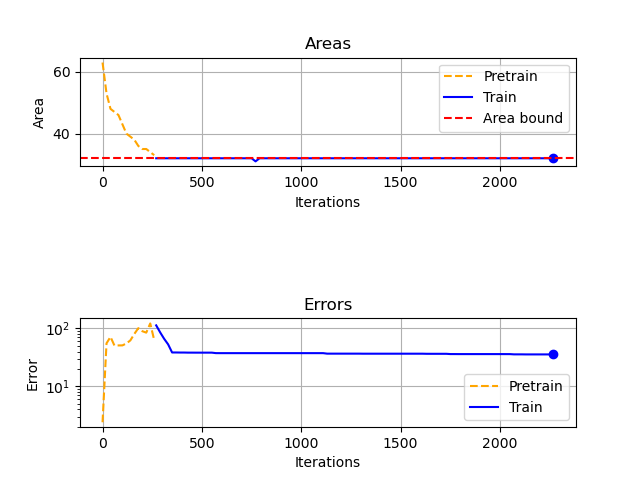 Areas
Area
60
40
Pretrain
Train
Area bound
0 500 1000 1500 2000
Iterations
Errors
Error
10²
10¹
Pretrain
Train
0 500 1000 1500 2000
Iterations